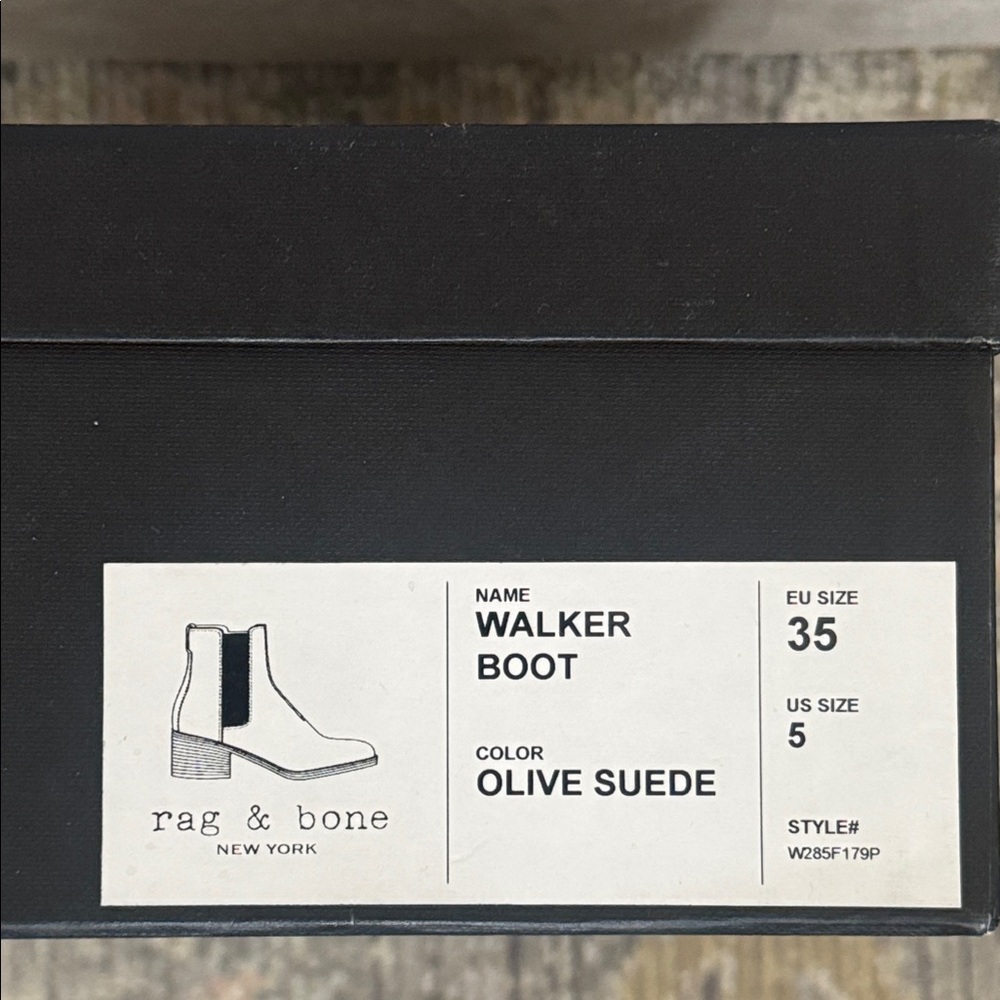 rag & bone
NEW YORK
NAME
WALKER
BOOT
COLOR
OLIVE SUEDE
EU SIZE
35
US SIZE
5
STYLE#
W285F179P